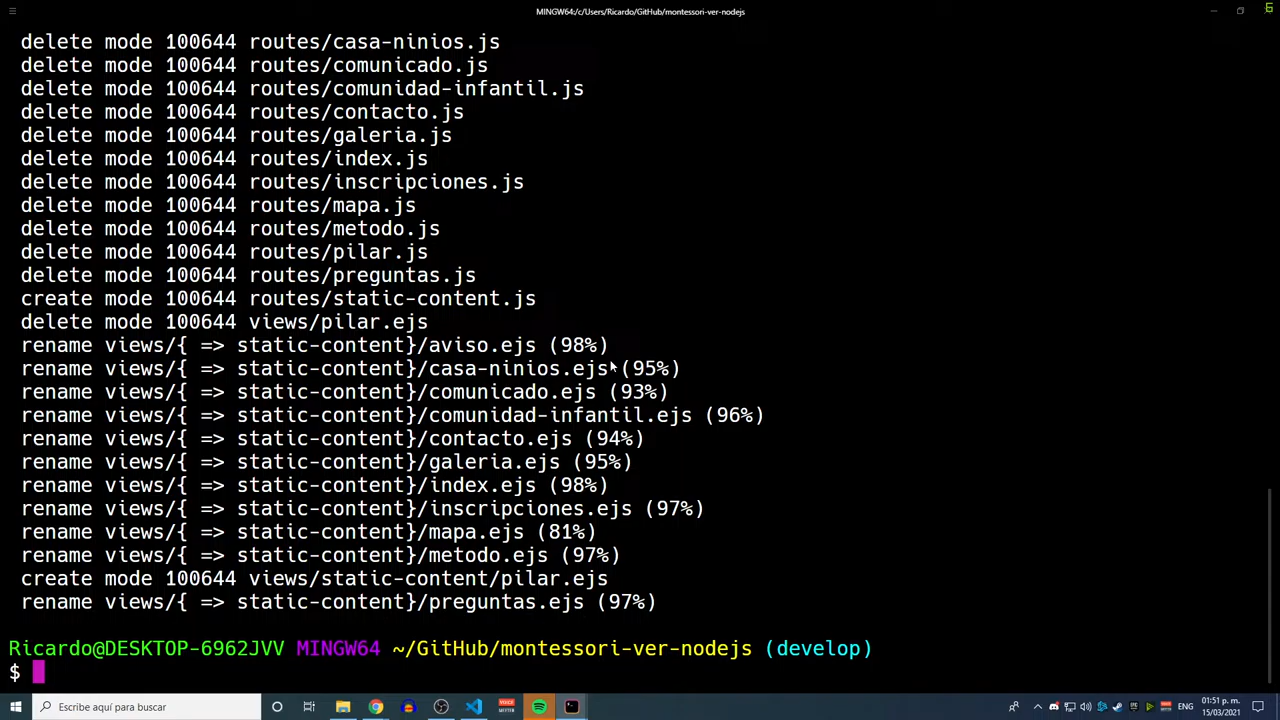 MINGW64:/c/Users/Ricardo/GitHub/montessori-ver-nodejs
delete mode 100644 routes/casa-ninios.js
delete mode 100644 routes/comunicado.js
delete mode 100644 routes/comunidad-infantil.js
delete mode 100644 routes/contacto.js
delete mode 100644 routes/galeria.js
delete mode 100644 routes/index.js
delete mode 100644 routes/inscripciones.js
delete mode 100644 routes/mapa.js
delete mode 100644 routes/metodo.js
delete mode 100644 routes/pilar.js
delete mode 100644 routes/preguntas.js
create mode 100644 routes/static-content.js
delete mode 100644 views/pilar.ejs
rename views/{ => static-content}/aviso.ejs (98%)
rename views/{ => static-content}/casa-ninios.ejs (95%)
rename views/{ => static-content}/comunicado.ejs (93%)
rename views/{ => static-content}/comunidad-infantil.ejs (96%)
rename views/{ => static-content}/contacto.ejs (94%)
rename views/{ => static-content}/galeria.ejs (95%)
rename views/{ => static-content}/index.ejs (98%)
rename views/{ => static-content}/inscripciones.ejs (97%)
rename views/{ => static-content}/mapa.ejs (81%)
rename views/{ => static-content}/metodo.ejs (97%)
create mode 100644 views/static-content/pilar.ejs
rename views/{ => static-content}/preguntas.ejs (97%)
Ricardo@DESKTOP-6962JVV MINGW64 ~/GitHub/montessori-ver-nodejs (develop)
$
Escribe aquí para buscar
ENG
01:51 p. m.
15/03/2021